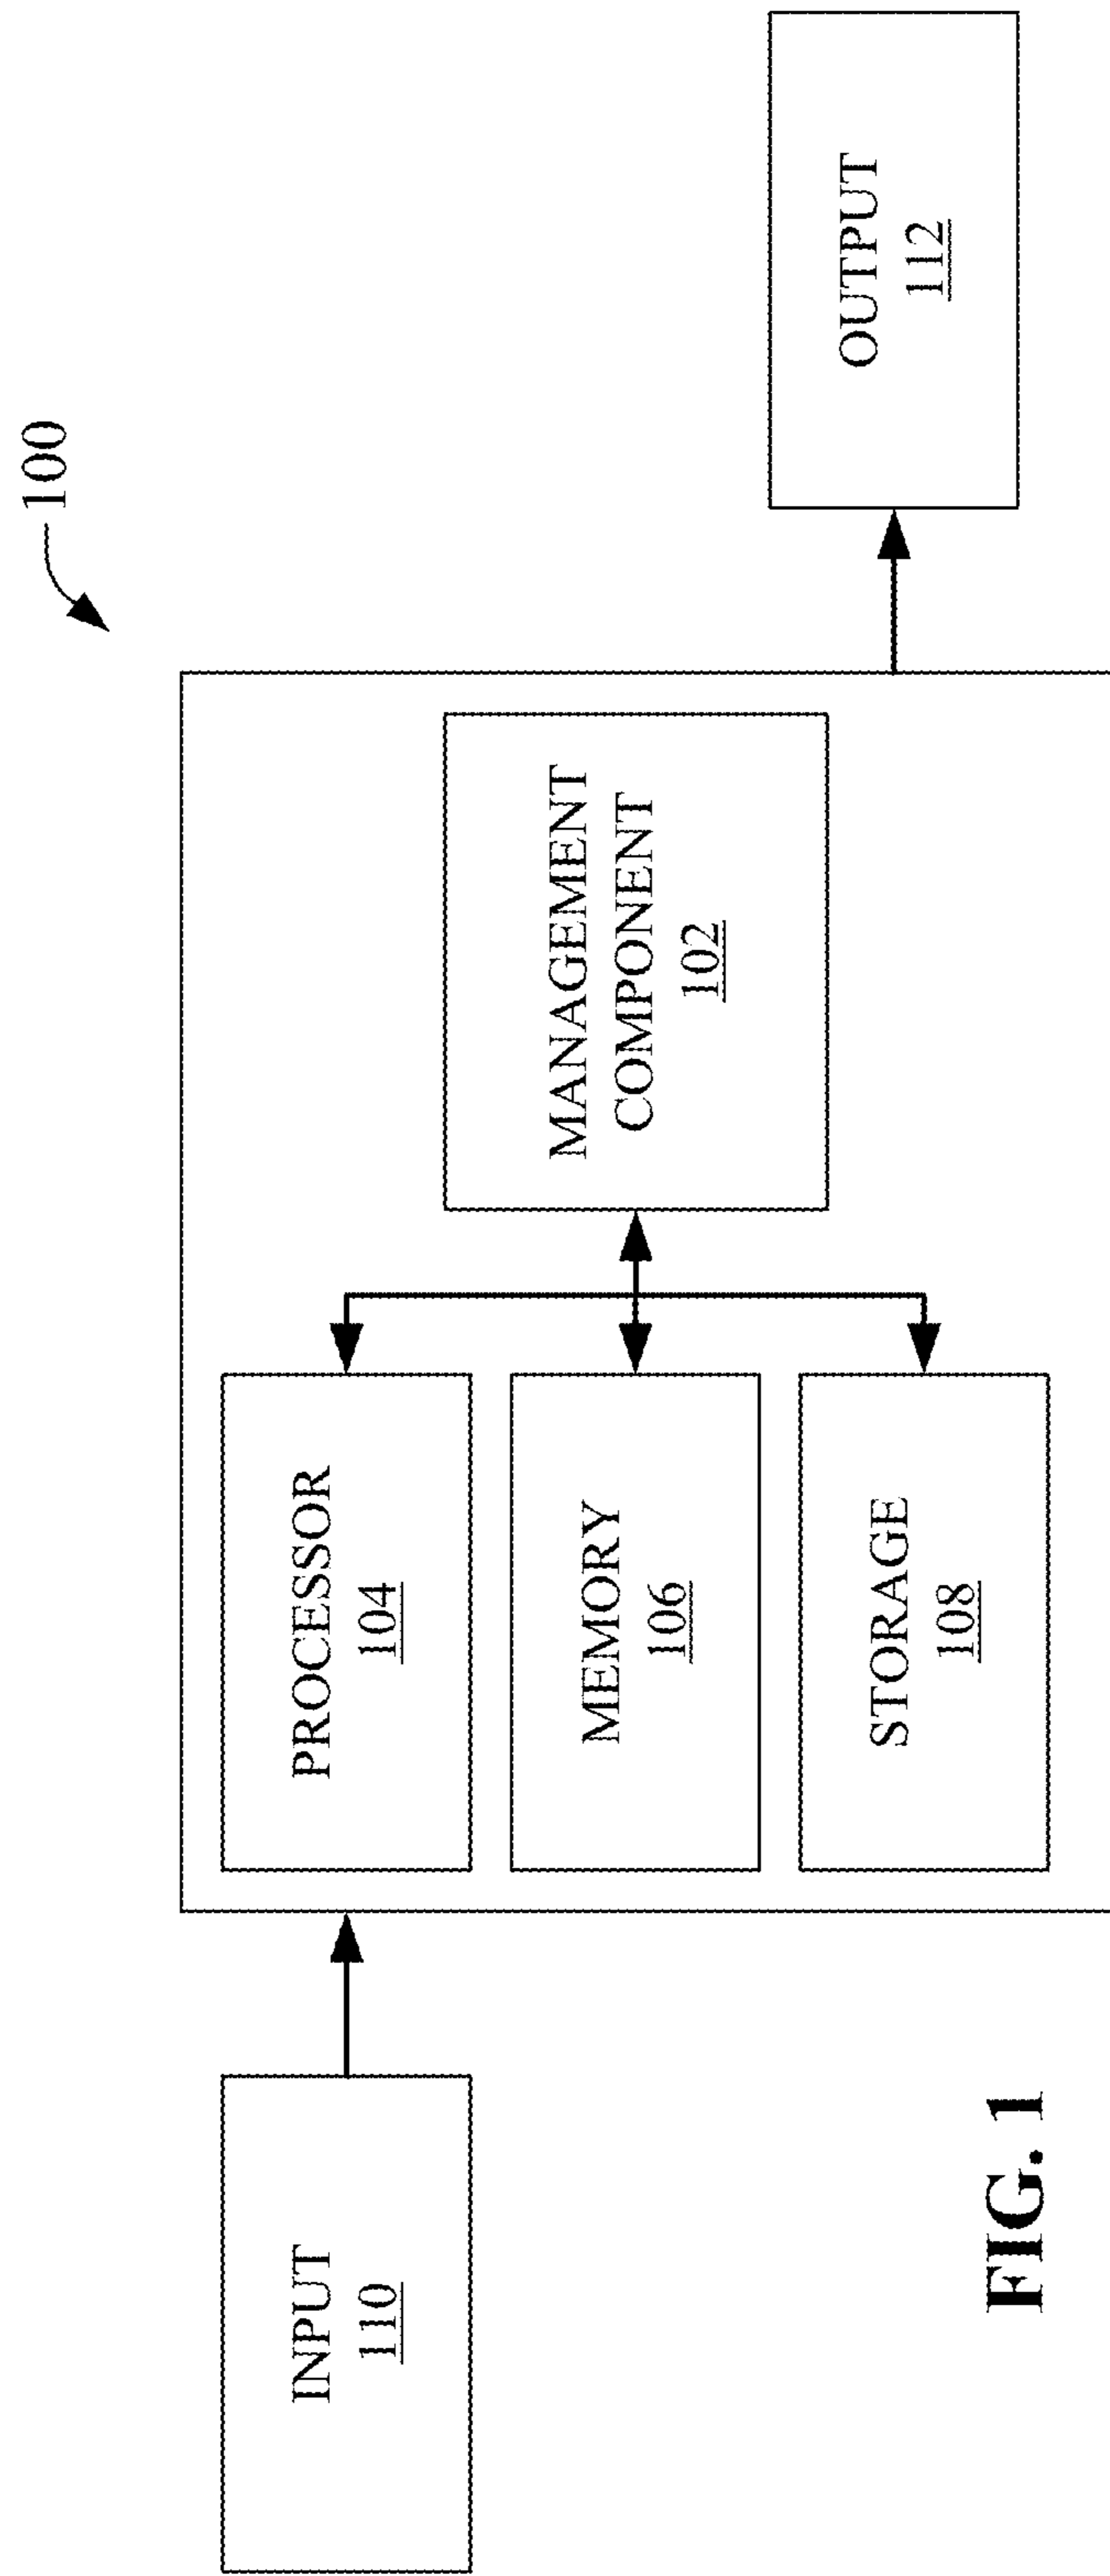 100
INPUT
110
PROCESSOR
104
MEMORY
106
STORAGE
108
MANAGEMENT
COMPONENT
102
OUTPUT
112
FIG. 1